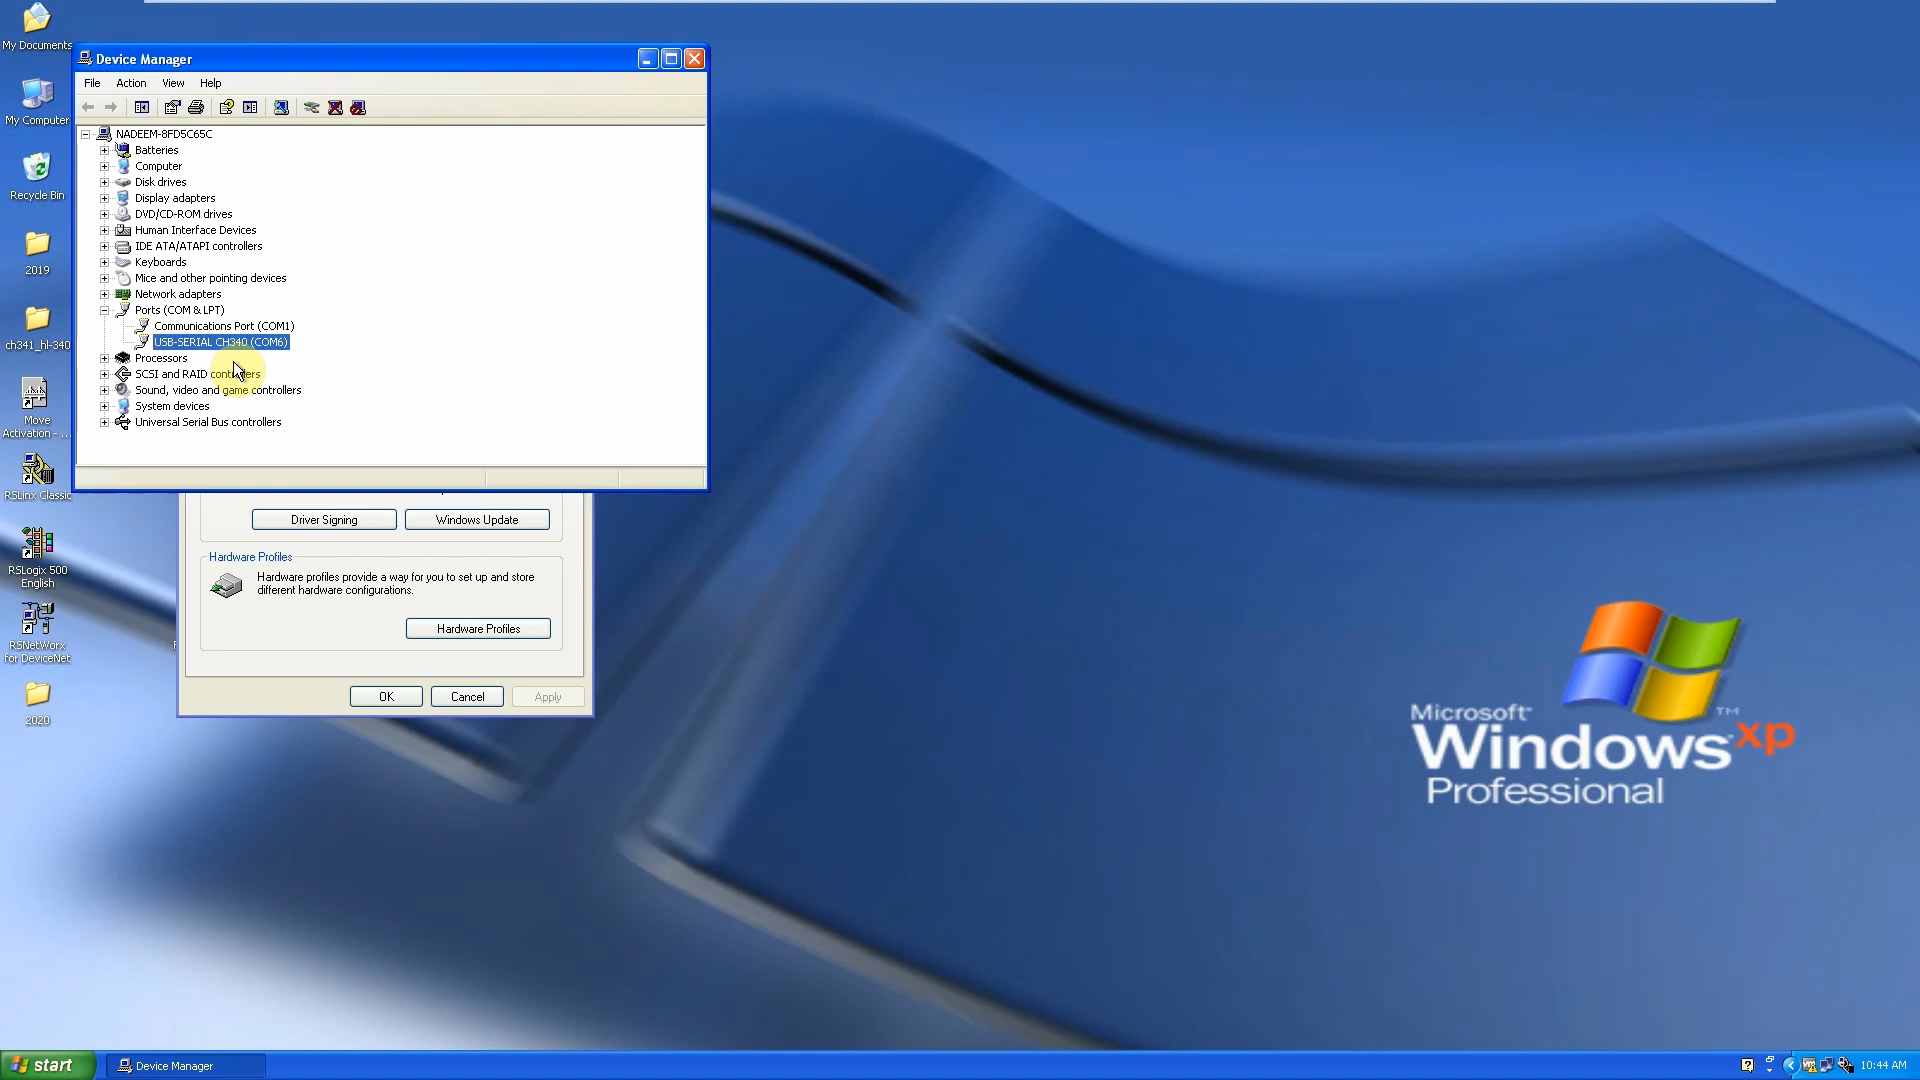 My Documents
My Computer
Recycle Bin
2019
ch341_hl-340
Move
Activation - ...
RSLinx Classic
RSLogix 500
English
RSNetWorx
for DeviceNet
2020
Device Manager
File Action View Help
NADEEM-8FD5C65C
Batteries
Computer
Disk drives
Display adapters
DVD/CD-ROM drives
Human Interface Devices
IDE ATA/ATAPI controllers
Keyboards
Mice and other pointing devices
Network adapters
Ports (COM & LPT)
Communications Port (COM1)
USB-SERIAL CH340 (COM6)
Processors
SCSI and RAID controllers
Sound, video and game controllers
System devices
Universal Serial Bus controllers
Driver Signing
Windows Update
Hardware Profiles
Hardware profiles provide a way for you to set up and store
different hardware configurations.
Hardware Profiles
OK
Cancel
Apply
Microsoft®
Windows xp ™
Professional
start
Device Manager
10:44 AM